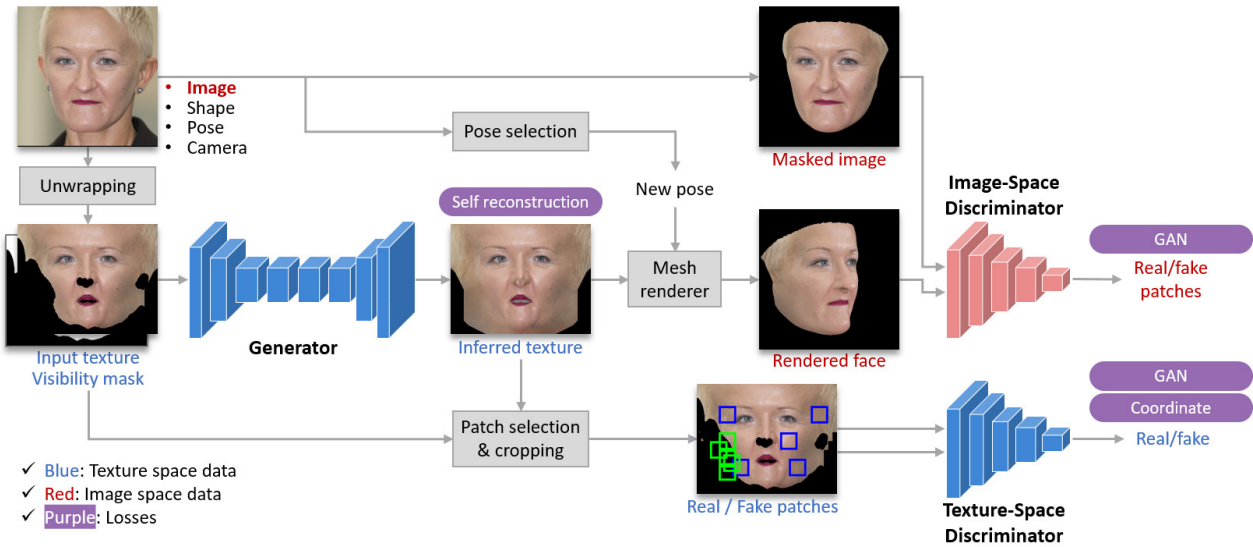 • Image
• Shape
• Pose
• Camera
Pose selection
Masked image
Unwrapping
New pose
Self reconstruction
Image-Space
Discriminator
GAN
Mesh
renderer
Real/fake
patches
Generator
Input texture
Visibility mask
Inferred texture
Rendered face
GAN
Coordinate
Patch selection
& cropping
Real/fake
✓ Blue: Texture space data
✓ Red: Image space data
✓ Purple: Losses
Real / Fake patches
Texture-Space
Discriminator